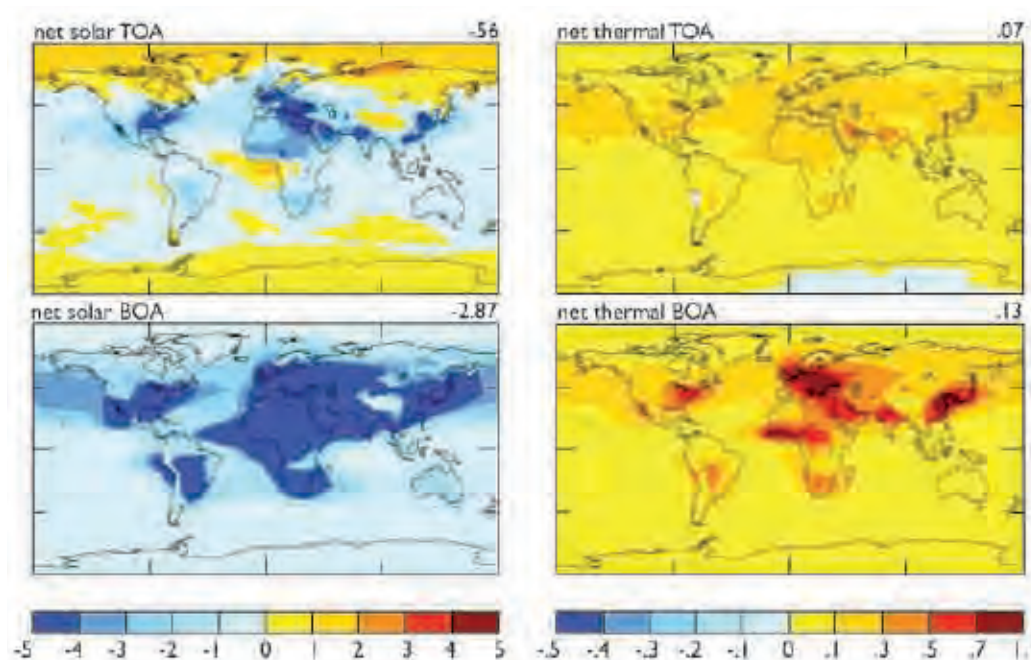 net solar TOA -.56
net thermal TOA .07
net solar BOA -2.87
net thermal BOA .13
-5 -4 -3 -2 -1 0 1 2 3 4 5
-.5 -.4 -.3 -.2 -.1 0 .1 .3 .5 .7 1.